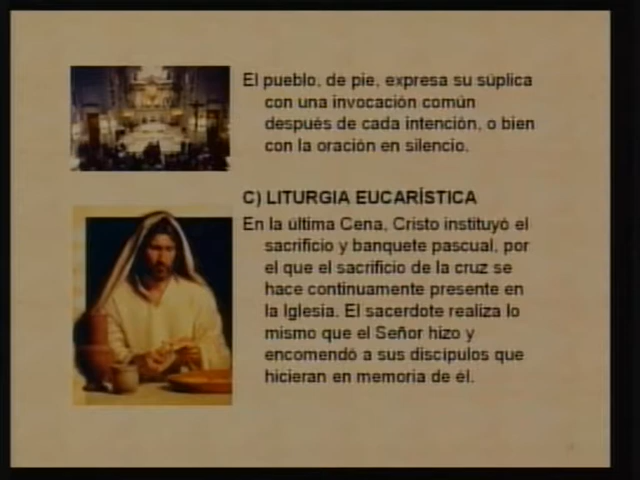 El pueblo, de pie, expresa su súplica
con una invocación común
después de cada intención, o bien
con la oración en silencio.
C) LITURGIA EUCARÍSTICA
En la última Cena, Cristo instituyó el
sacrificio y banquete pascual, por
el que el sacrificio de la cruz se
hace continuamente presente en
la Iglesia. El sacerdote realiza lo
mismo que el Señor hizo y
encomendó a sus discípulos que
hicieran en memoria de él.